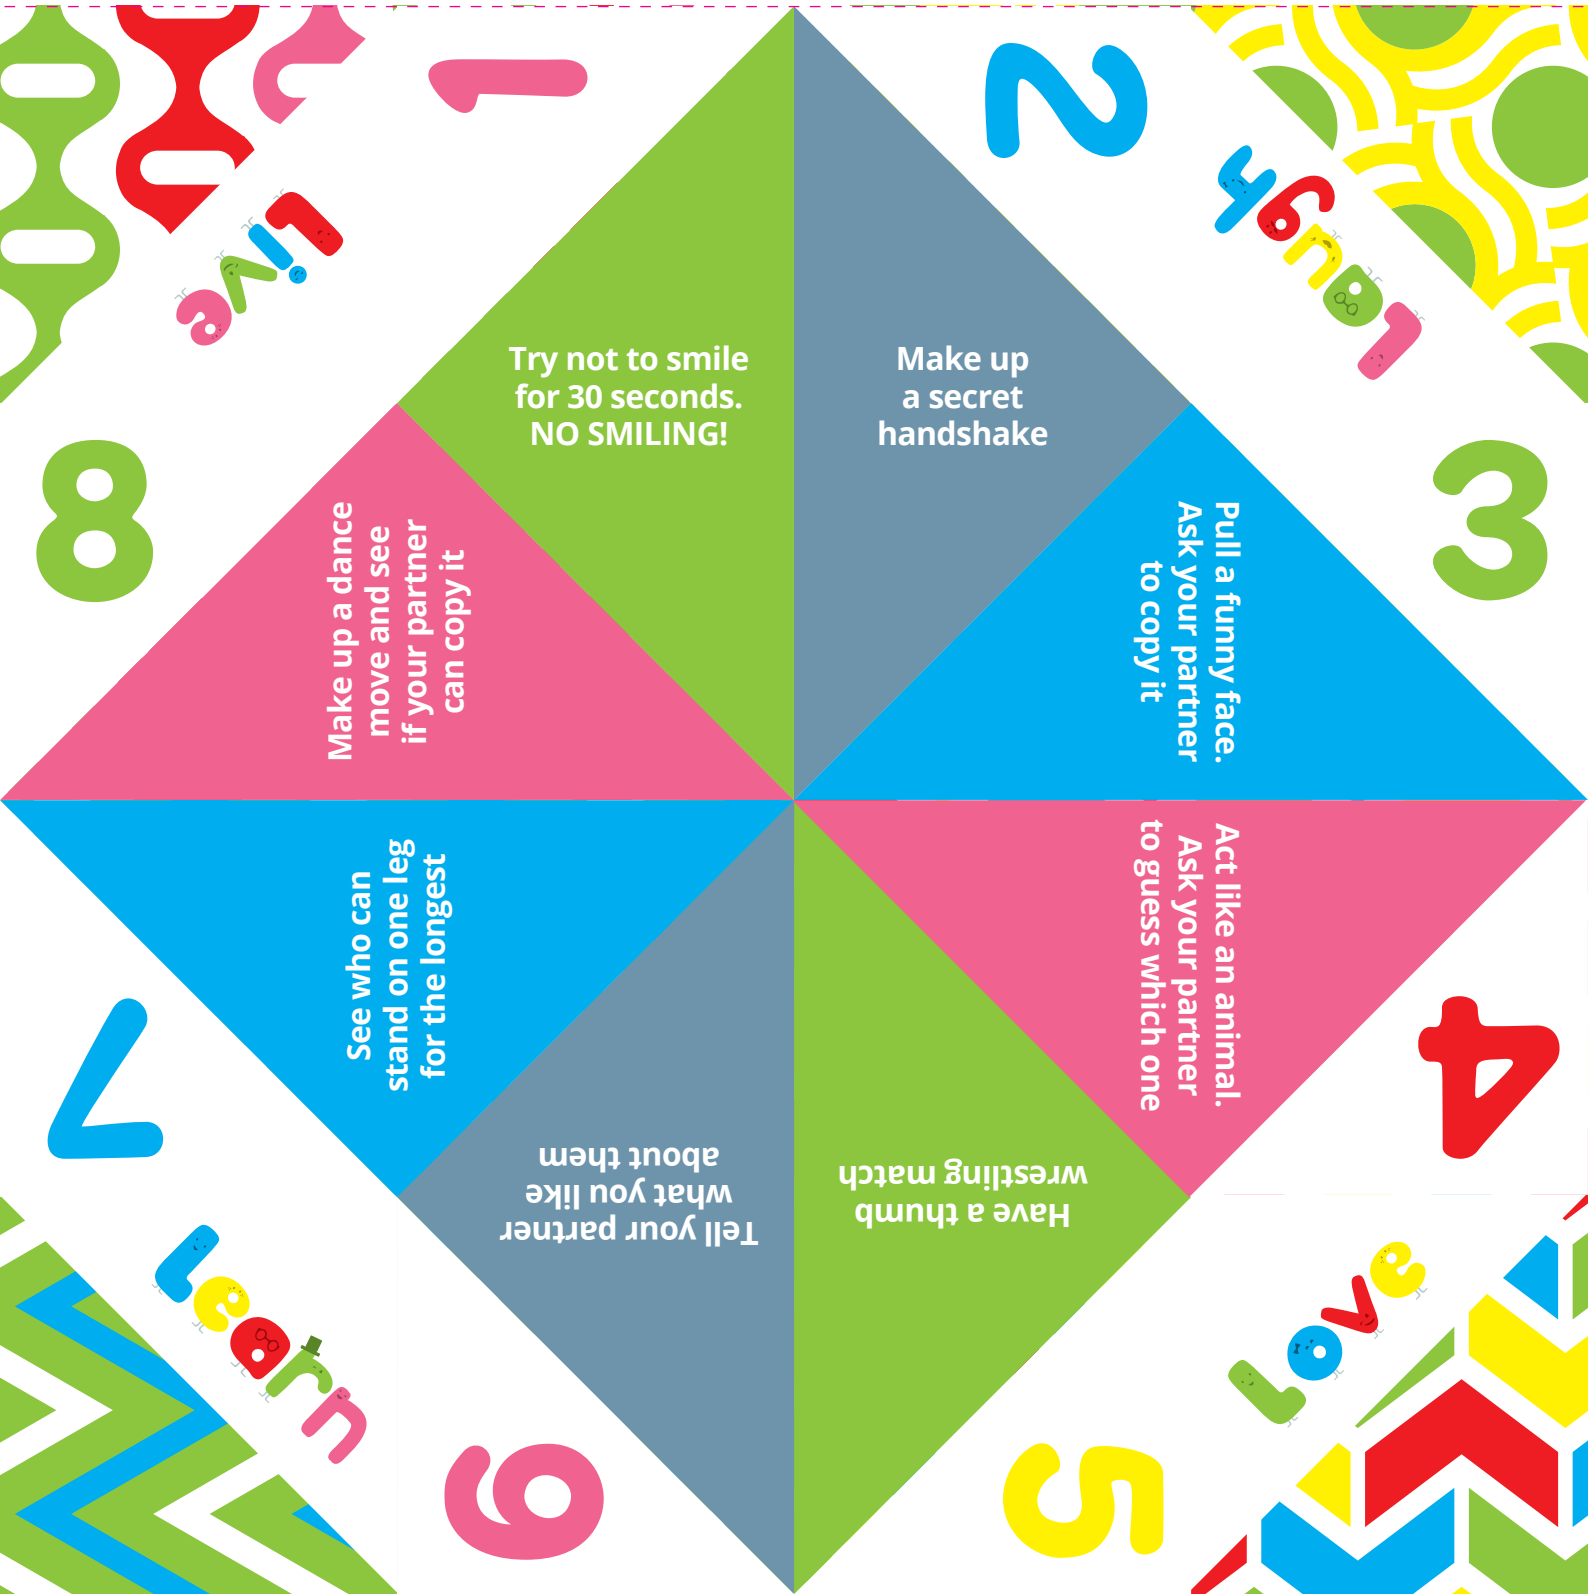 1
2
live
laugh
Try not to smile
for 30 seconds.
NO SMILING!
Make up
a secret
handshake
8
3
Make up a dance
move and see
if your partner
can copy it
Pull a funny face.
Ask your partner
to copy it
See who can
stand on one leg
for the longest
Act like an animal.
Ask your partner
to guess which one
7
4
Tell your partner
what you like
about them
Have a thumb
wrestling match
learn
love
6
5